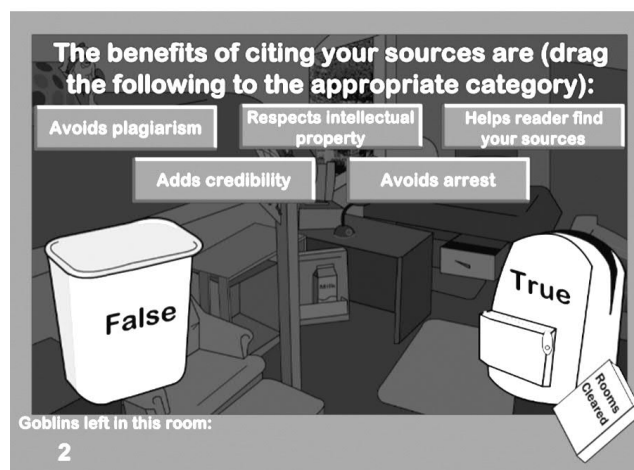 The benefits of citing your sources are (drag
the following to the appropriate category):
Avoids plagiarism
Respects intellectual
property
Helps reader find
your sources
Adds credibility
Avoids arrest
False
True
Rooms
Cleared
Goblins left in this room:
2